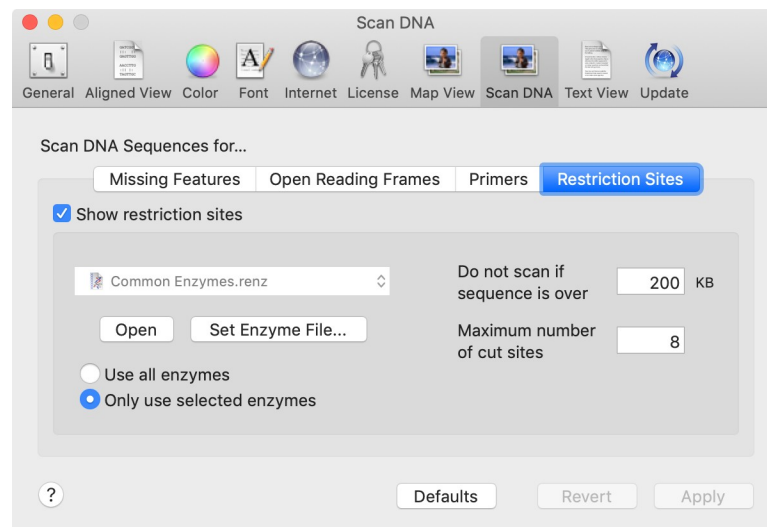 Scan DNA
General Aligned View Color Font Internet License Map View Scan DNA Text View Update
Scan DNA Sequences for...
Missing Features Open Reading Frames Primers Restriction Sites
Show restriction sites
Common Enzymes.renz
Do not scan if
sequence is over
200 KB
Open Set Enzyme File...
Maximum number
of cut sites
8
Use all enzymes
Only use selected enzymes
? Defaults Revert Apply